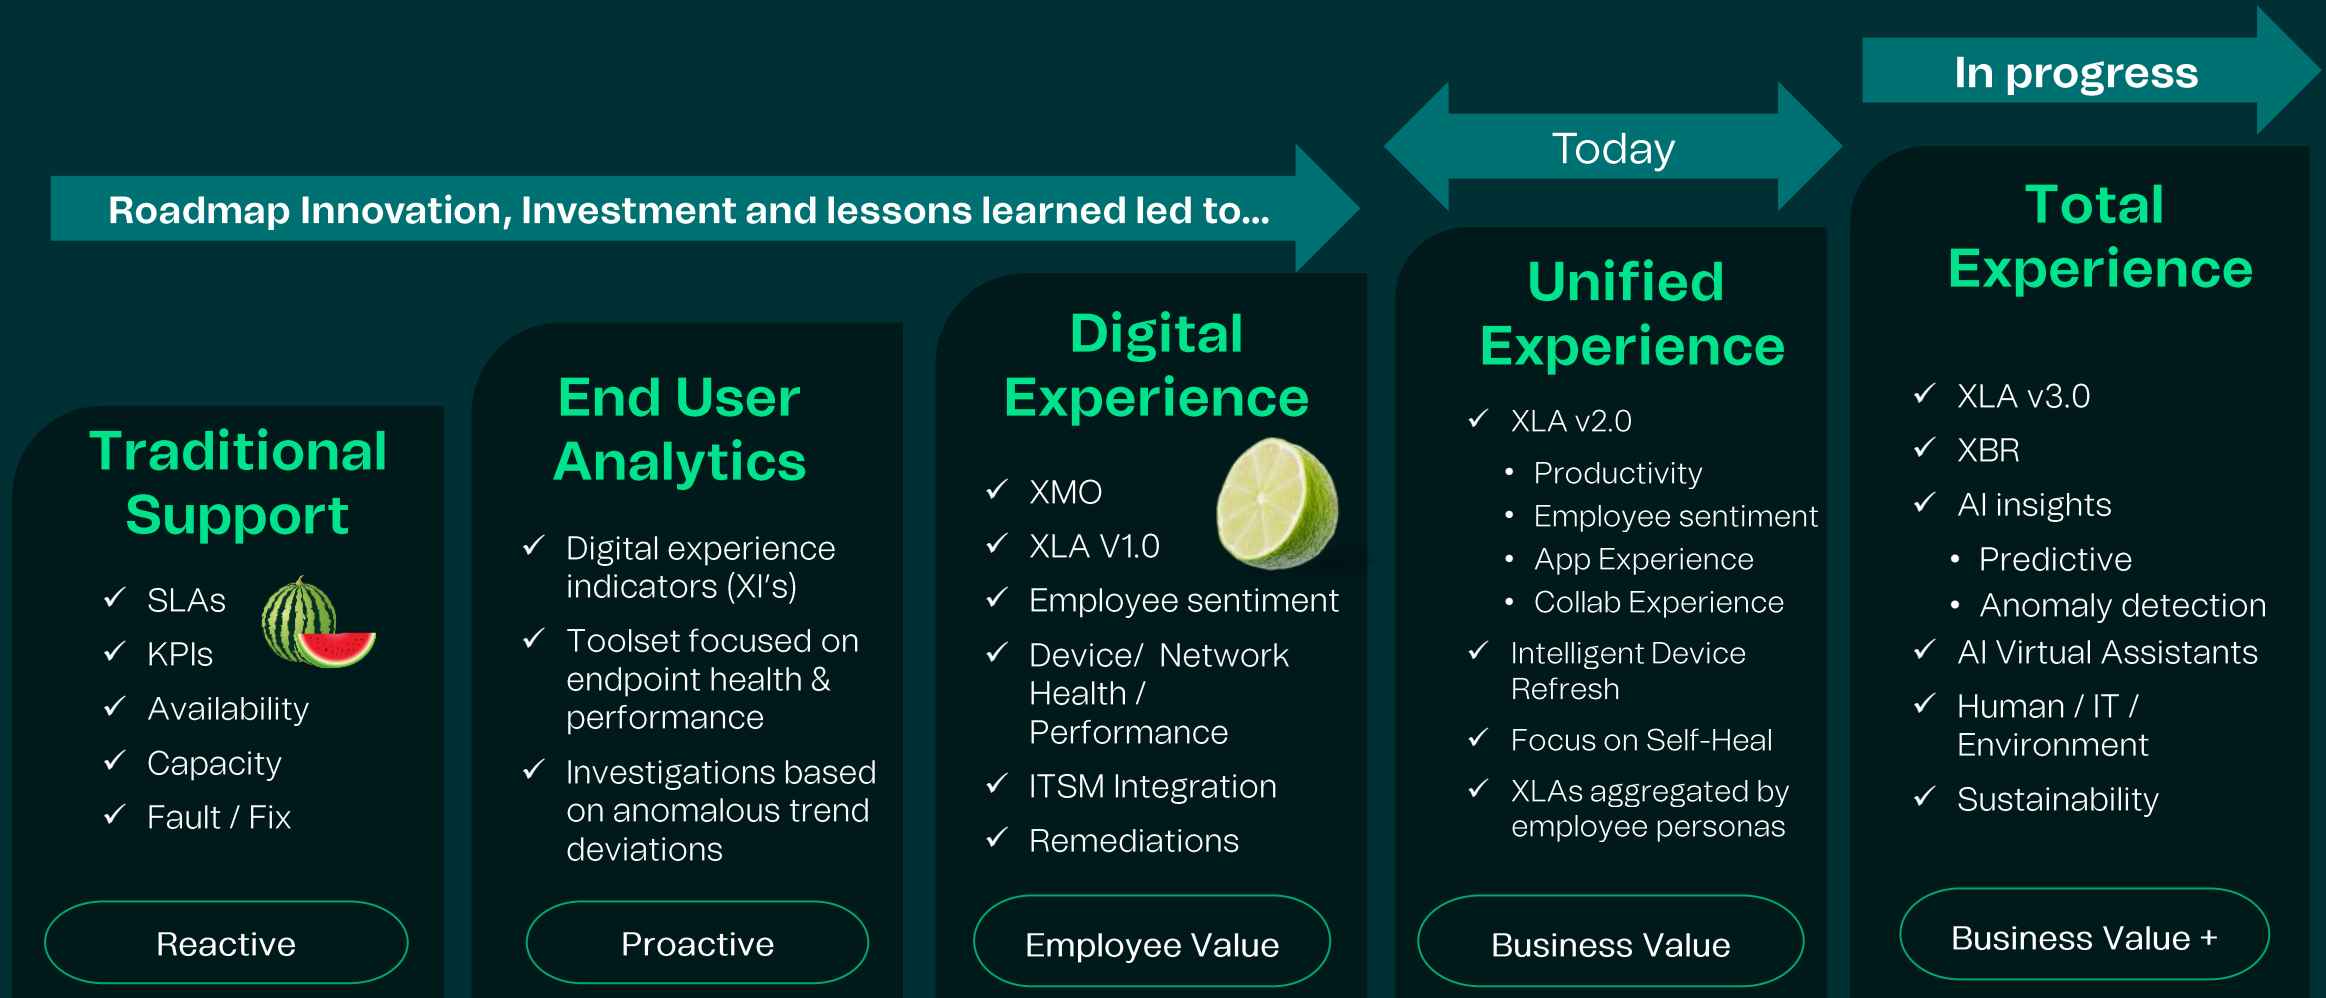 In progress
Today
Roadmap Innovation, Investment and lessons learned led to...
Traditional
Support
SLAs
KPIs
Availability
Capacity
Fault / Fix
Reactive
End User
Analytics
Digital experience
indicators (XI's)
Toolset focused on
endpoint health &
performance
Investigations based
on anomalous trend
deviations
Proactive
Digital
Experience
XMO
XLA V1.0
Employee sentiment
Device/ Network
Health /
Performance
ITSM Integration
Remediations
Employee Value
Unified
Experience
XLA v2.0
Productivity
Employee sentiment
App Experience
Collab Experience
Intelligent Device
Refresh
Focus on Self-Heal
XLAs aggregated by
employee personas
Business Value
Total
Experience
XLA v3.0
XBR
AI insights
Predictive
Anomaly detection
AI Virtual Assistants
Human / IT /
Environment
Sustainability
Business Value +